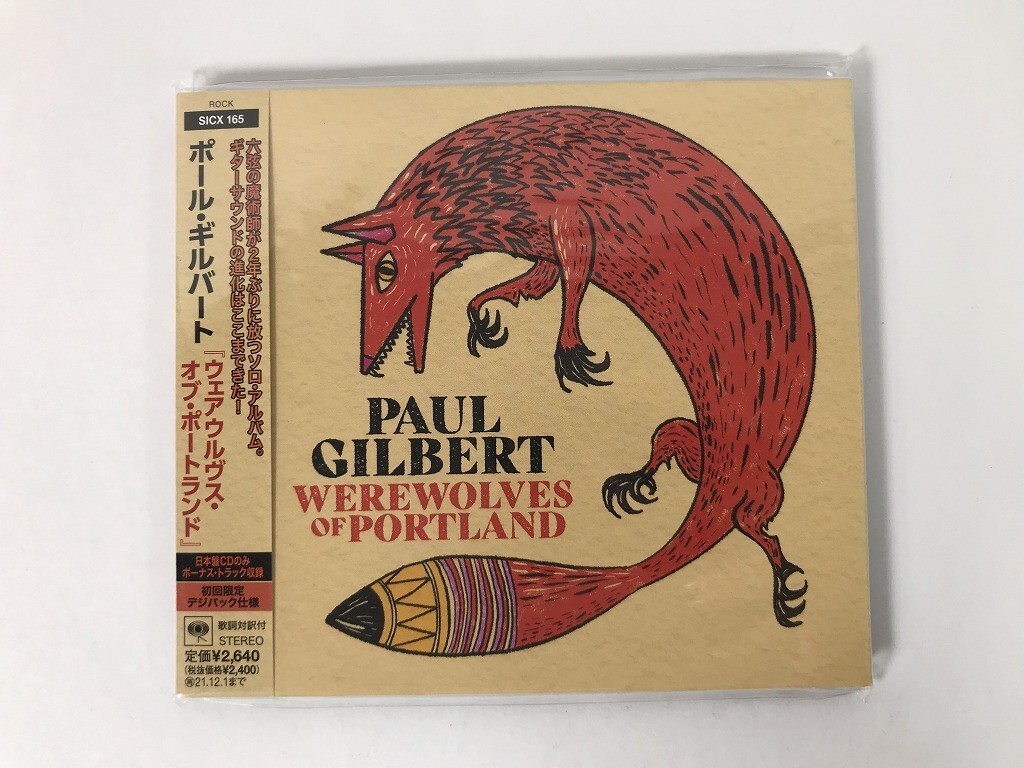 ROCK
SICX 165
六弦の魔術師が2年ぶりに放つソロ・アルバム。
ギターサウンドの進化はここまできた!
ポール・ギルバート
『ウェアウルヴス・
オブ・ポートランド』
日本盤CDのみ
ボーナス・トラック収録
初回限定
デジパック仕様
歌詞対訳付
STEREO
定価¥2,640
(税抜価格¥2,400)
再21.12.1まで
PAUL
GILBERT
WEREWOLVES
OF PORTLAND